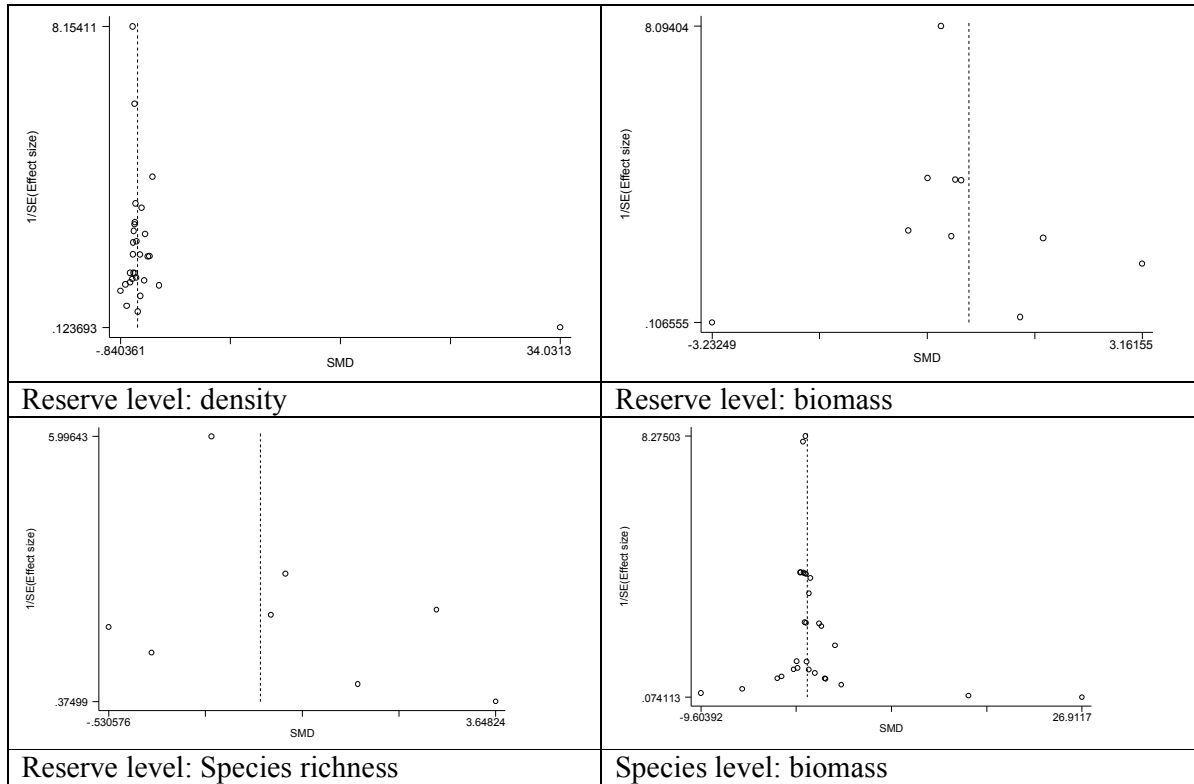 8.15411
1/SE(Effect size)
.123693
-.840361
34.0313
SMD
Reserve level: density
8.09404
1/SE(Effect size)
.106555
-3.23249
3.16155
SMD
Reserve level: biomass
5.99643
1/SE(Effect size)
.37499
-.530576
3.64824
SMD
Reserve level: Species richness
8.27503
1/SE(Effect size)
.074113
-9.60392
26.9117
SMD
Species level: biomass